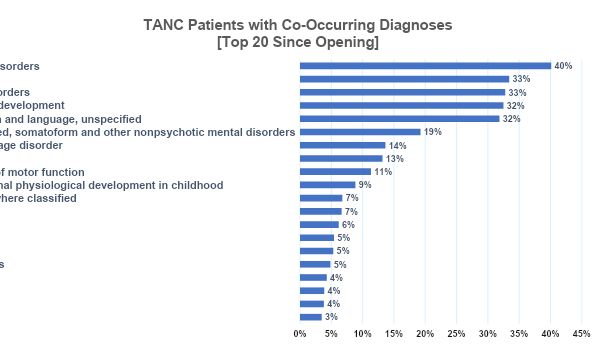 TANC Patients with Co-Occurring Diagnoses
[Top 20 Since Opening]
sorders 40%
33%
orders 33%
development 32%
n and language, unspecified 32%
ed, somatoform and other nonpsychotic mental disorders 19%
age disorder 14%
13%
of motor function 11%
nal physiological development in childhood 9%
where classified 7%
7%
6%
5%
5%
s 5%
4%
4%
4%
3%
0% 5% 10% 15% 20% 25% 30% 35% 40% 45%